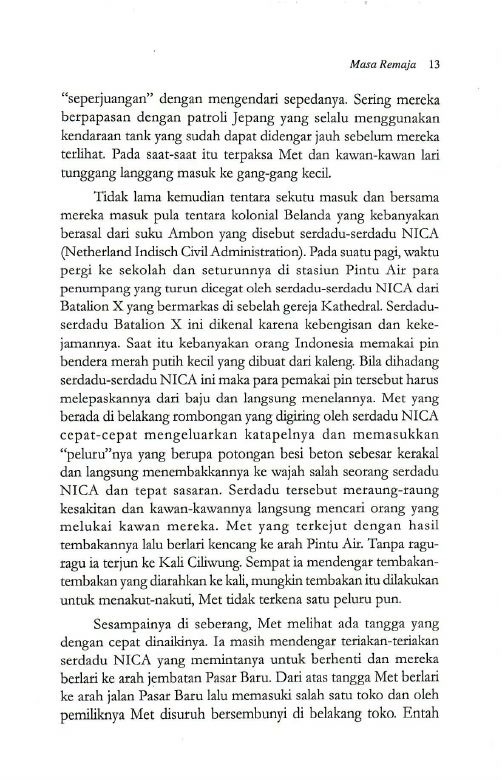 Masa Remaja 13
“seperjuangan” dengan mengendari sepedanya. Sering mereka
berpapasan dengan patroli Jepang yang selalu menggunakan
kendaraan tank yang sudah dapat didengar jauh sebelum mereka
terlihat. Pada saat-saat itu terpaksa Met dan kawan-kawan lari
tunggang langgang masuk ke gang-gang kecil.
Tidak lama kemudian tentara sekutu masuk dan bersama
mereka masuk pula tentara kolonial Belanda yang kebanyakan
berasal dari suku Ambon yang disebut serdadu-serdadu NICA
(Netherland Indisch Civil Administration). Pada suatu pagi, waktu
pergi ke sekolah dan seturunnya di stasiun Pintu Air para
penumpang yang turun dicegat oleh serdadu-serdadu NICA dari
Batalion X yang bermarkas di sebelah gereja Kathedral. Serdadu-
serdadu Batalion X ini dikenal karena kebengisan dan keke-
jamannya. Saat itu kebanyakan orang Indonesia memakai pin
bendera merah putih kecil yang dibuat dari kaleng. Bila dihadang
serdadu-serdadu NICA ini maka para pemakai pin tersebut harus
melepaskannya dari baju dan langsung menelannya. Met yang
berada di belakang rombongan yang digiring oleh serdadu NICA
cepat-cepat mengeluarkan katapelnya dan memasukkan
“peluru”nya yang berupa potongan besi beton sebesar kerakal
dan langsung menembakkannya ke wajah salah seorang serdadu
NICA dan tepat sasaran. Serdadu tersebut meraung-raung
kesakitan dan kawan-kawannya langsung mencari orang yang
melukai kawan mereka. Met yang terkejut dengan hasil
tembakannya lalu berlari kencang ke arah Pintu Air. Tanpa ragu-
ragu ia terjun ke Kali Ciliwung. Sempat ia mendengar tembakan-
tembakan yang diarahkan ke kali, mungkin tembakan itu dilakukan
untuk menakut-nakuti, Met tidak terkena satu peluru pun.
Sesampainya di seberang, Met melihat ada tangga yang
dengan cepat dinaikinya. Ia masih mendengar teriakan-teriakan
serdadu NICA yang memintanya untuk berhenti dan mereka
berlari ke arah jembatan Pasar Baru. Dari atas tangga Met berlari
ke arah jalan Pasar Baru lalu memasuki salah satu toko dan oleh
pemiliknya Met disuruh bersembunyi di belakang toko. Entah